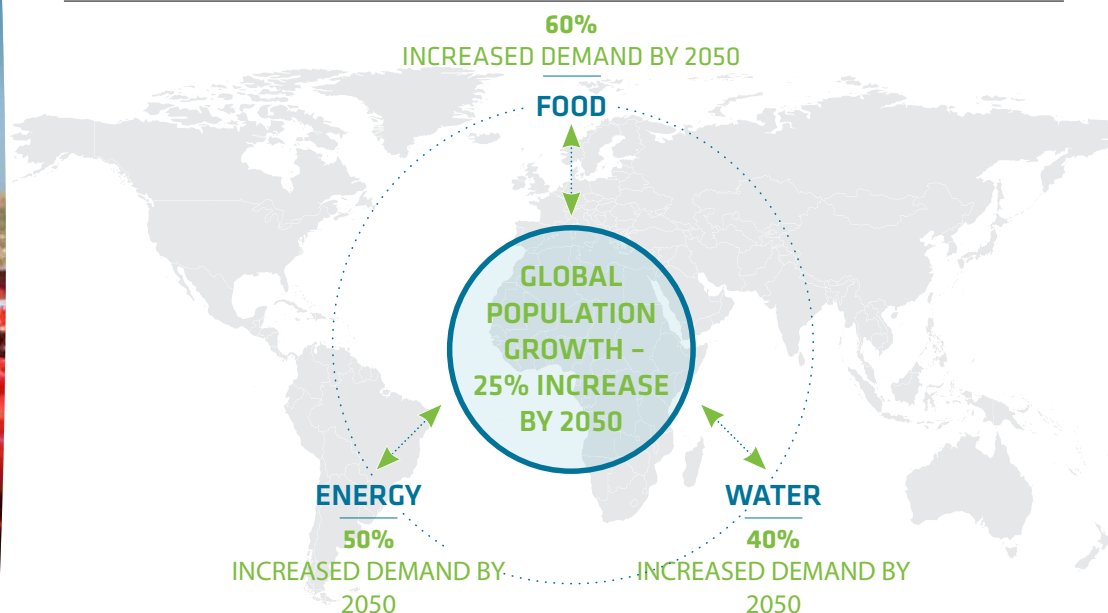 60%
INCREASED DEMAND BY 2050
FOOD
GLOBAL
POPULATION
GROWTH –
25% INCREASE
BY 2050
ENERGY
50%
INCREASED DEMAND BY
2050
WATER
40%
INCREASED DEMAND BY
2050